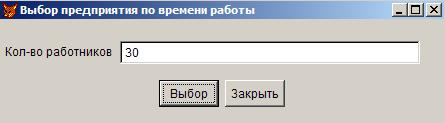 Выбор предприятия по времени работы
Кол-во работников 30
Выбор Закрыть